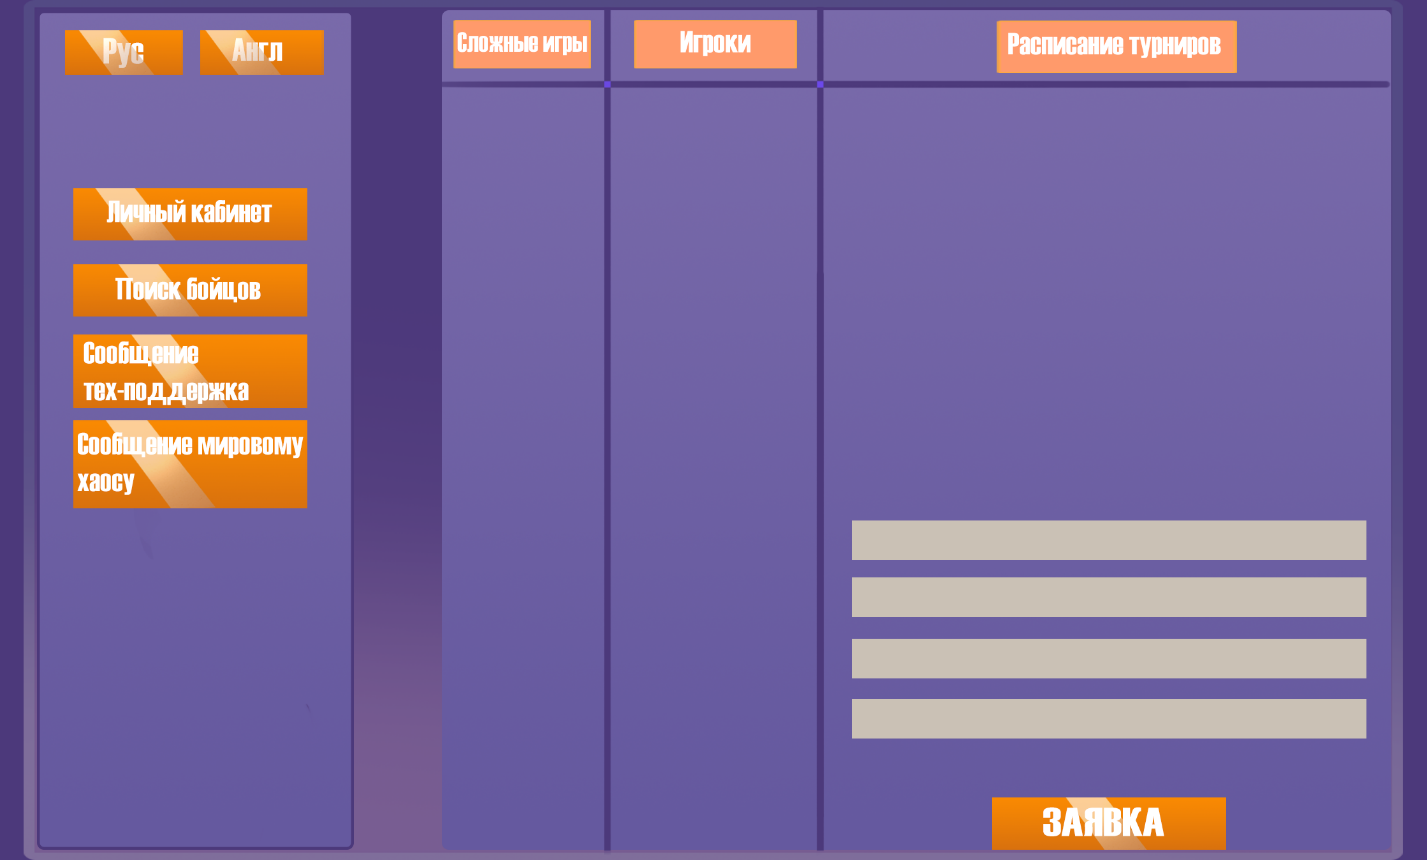 Рус
Англ
Личный кабинет
Поиск бойцов
Сообщение
тех-поддержка
Сообщение мировому
хаосу
Сложные игры
Игроки
Расписание турниров
ЗАЯВКА